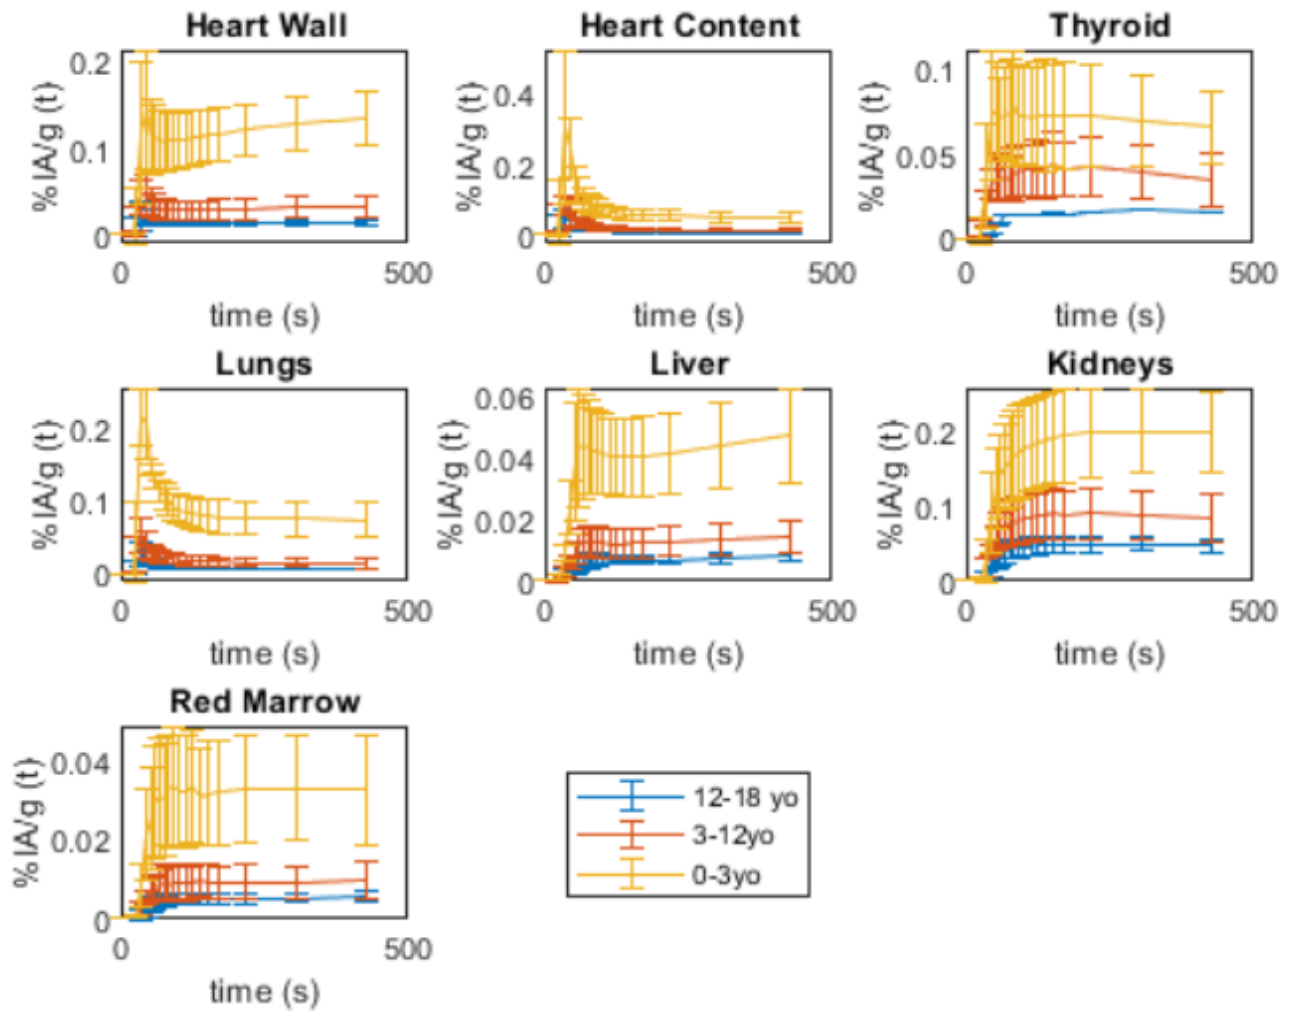 Heart Wall
%IA/g (t)
0.2
0.1
0
0
500
time (s)
Heart Content
%IA/g (t)
0.4
0.2
0
0
500
time (s)
Thyroid
%IA/g (t)
0.1
0.05
0
0
500
time (s)
Lungs
%IA/g (t)
0.2
0.1
0
0
500
time (s)
Liver
%IA/g (t)
0.06
0.04
0.02
0
0
500
time (s)
Kidneys
%IA/g (t)
0.2
0.1
0
0
500
time (s)
Red Marrow
%IA/g (t)
0.04
0.02
0
0
500
time (s)
12-18 yo
3-12yo
0-3yo